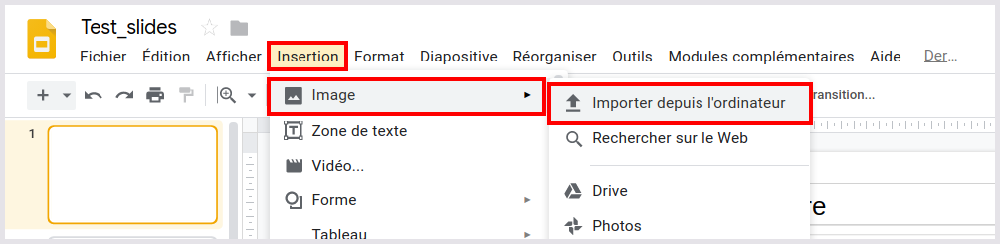 Test_slides
Fichier Édition Afficher Insertion Format Diapositive Réorganiser Outils Modules complémentaires Aide Der...
Image Importer depuis l'ordinateur ransition...
Zone de texte Rechercher sur le Web
1
Vidéo...
Forme Drive
re
Tableau Photos